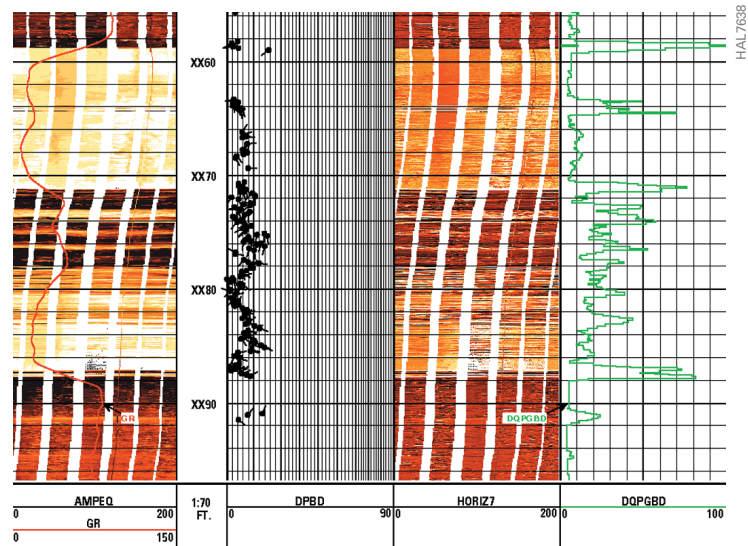 HAL7638
XX60
XX70
XX80
XX90
GR
DQPGBD
AMPEQ
0 200
GR
0 150
1:70
FT.
DPBD
0 90
HORIZ7
0 200
DQPGBD
0 100